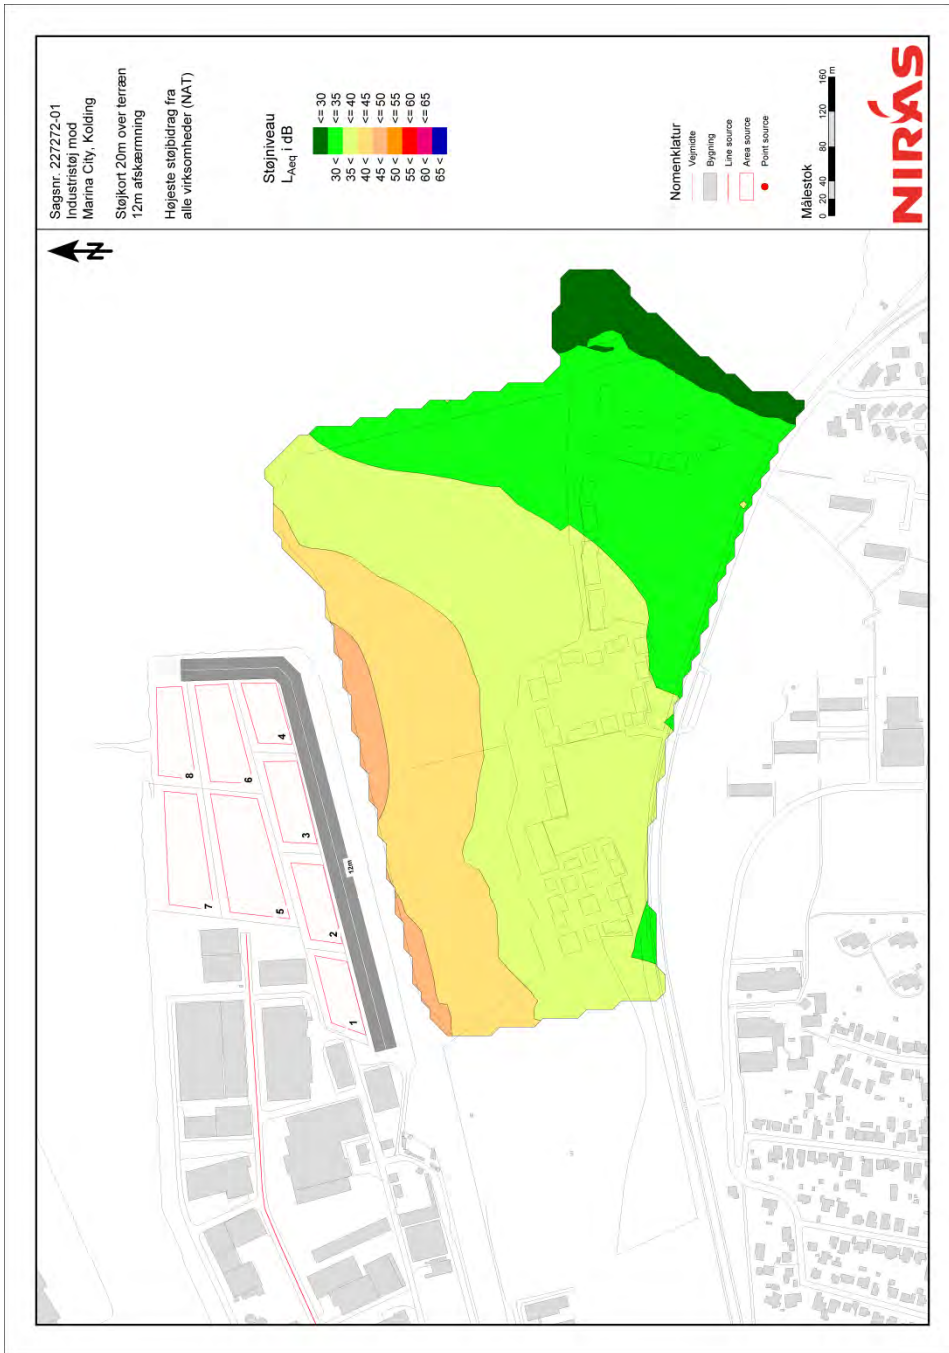 Sagsnr. 227272-01
Industristøj mod
Marina City, Kolding
Støjkort 20m over terræn
12m afskærmning
Højeste støjbidrag fra
alle virksomheder (NAT)
Støjniveau
LAeq i dB
<= 30
30 < <= 35
35 < <= 40
40 < <= 45
45 < <= 50
50 < <= 55
55 < <= 60
60 < <= 65
65 <
Nomenklatur
Vejmidte
Bygning
Line source
Area source
Point source
Målestok
0 20 40 80 120 160
m
NIRAS
N
8
6
4
7
3
5
2
12m
1